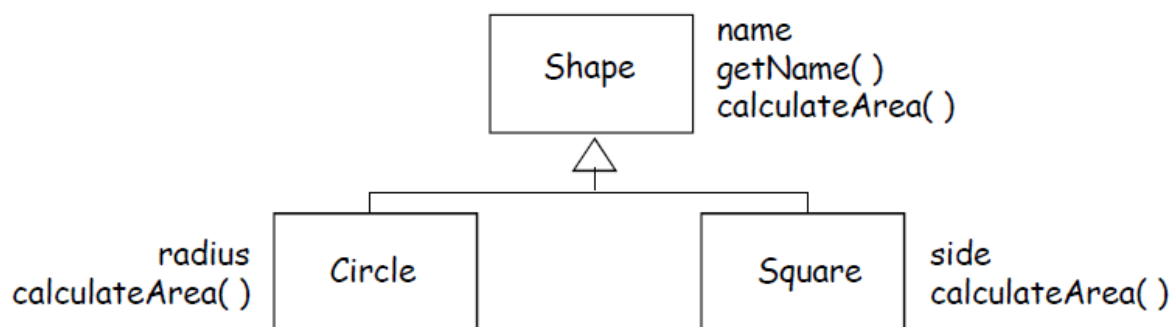 Shape
name
getName( )
calculateArea( )
radius
calculateArea( )
Circle
Square
side
calculateArea( )